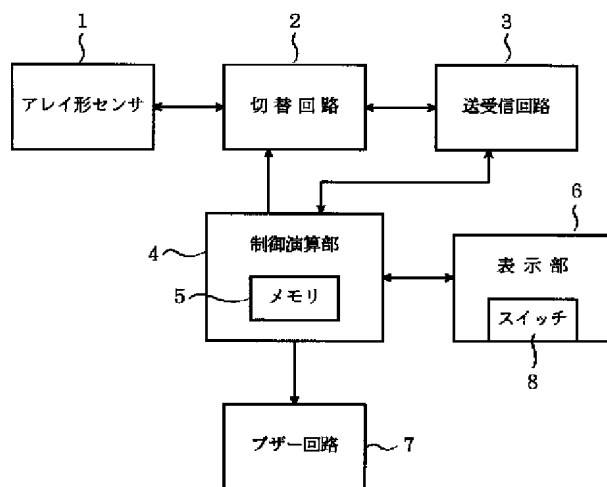 1
2
3
アレイ形センサ
切替回路
送受信回路
6
4
制御演算部
表示部
5
メモリ
スイッチ
8
ブザー回路
7